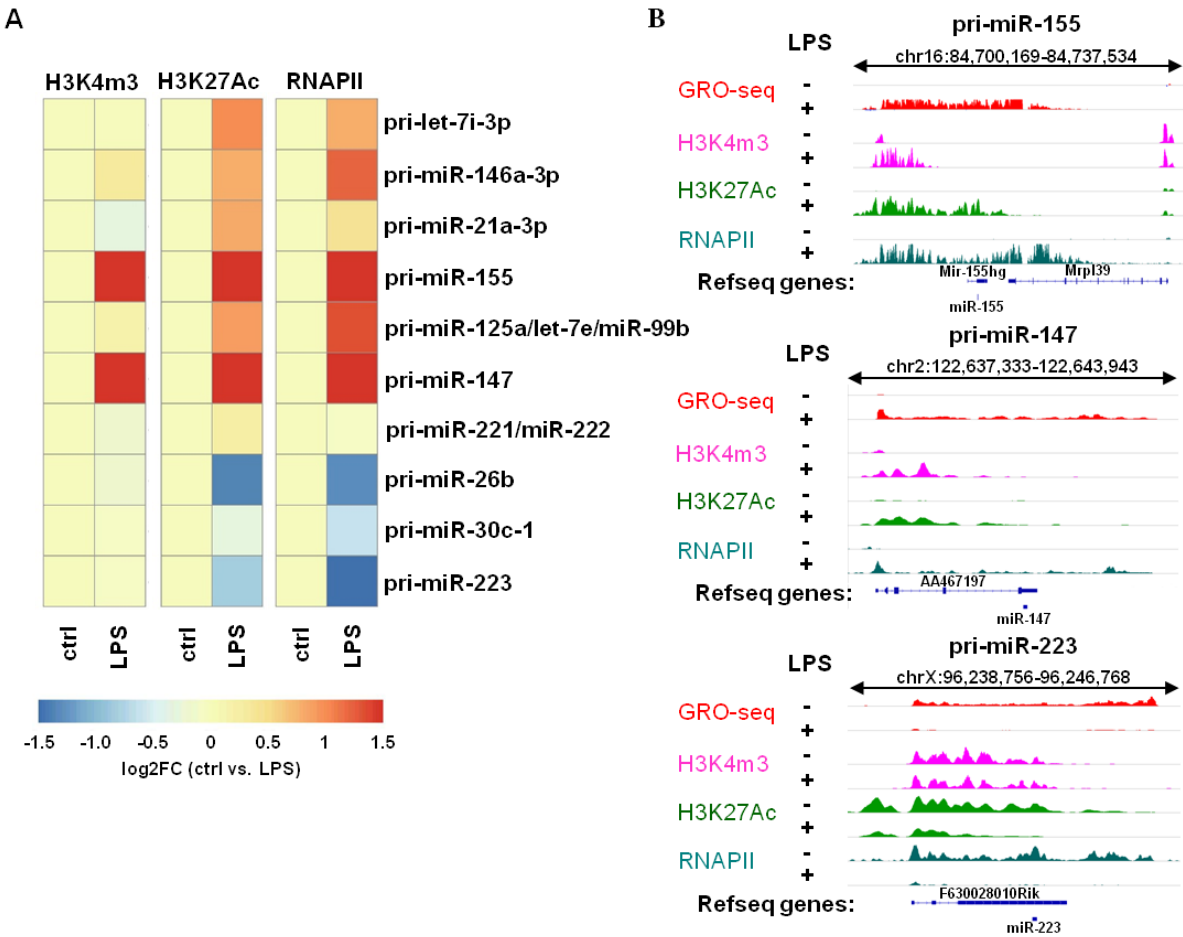 A
H3K4m3 H3K27Ac RNAPII
pri-let-7i-3p
pri-miR-146a-3p
pri-miR-21a-3p
pri-miR-155
pri-miR-125a/let-7e/miR-99b
pri-miR-147
pri-miR-221/miR-222
pri-miR-26b
pri-miR-30c-1
pri-miR-223
ctrl LPS ctrl LPS ctrl LPS
-1.5 -1.0 -0.5 0 0.5 1 1.5
log2FC (ctrl vs. LPS)
B
pri-miR-155
LPS
chr16:84,700,169-84,737,534
GRO-seq - +
H3K4m3 - +
H3K27Ac - +
RNAPII - +
Mir-155hg Mrpl39
Refseq genes:
miR-155
pri-miR-147
LPS
chr2:122,637,333-122,643,943
GRO-seq - +
H3K4m3 - +
H3K27Ac - +
RNAPII - +
AA467197
Refseq genes:
miR-147
pri-miR-223
LPS
chrX:96,238,756-96,246,768
GRO-seq - +
H3K4m3 - +
H3K27Ac - +
RNAPII - +
F630028O10Rik
Refseq genes:
miR-223